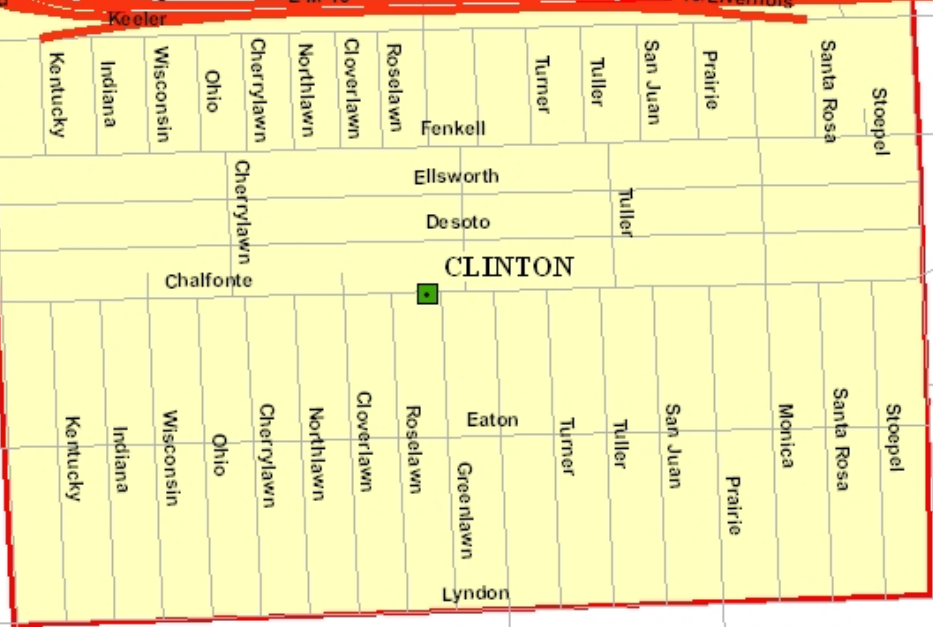 Keeler
Kentucky
Indiana
Wisconsin
Ohio
Cherrylawn
Northlawn
Cloverlawn
Roselawn
Turner
Tuller
San Juan
Prairie
Santa Rosa
Stoepel
Fenkell
Cherrylawn
Ellsworth
Tuller
Desoto
CLINTON
Chalfonte
Kentucky
Indiana
Wisconsin
Ohio
Cherrylawn
Northlawn
Cloverlawn
Roselawn
Eaton
Greenlawn
Turner
Tuller
San Juan
Prairie
Monica
Santa Rosa
Stoepel
Lyndon